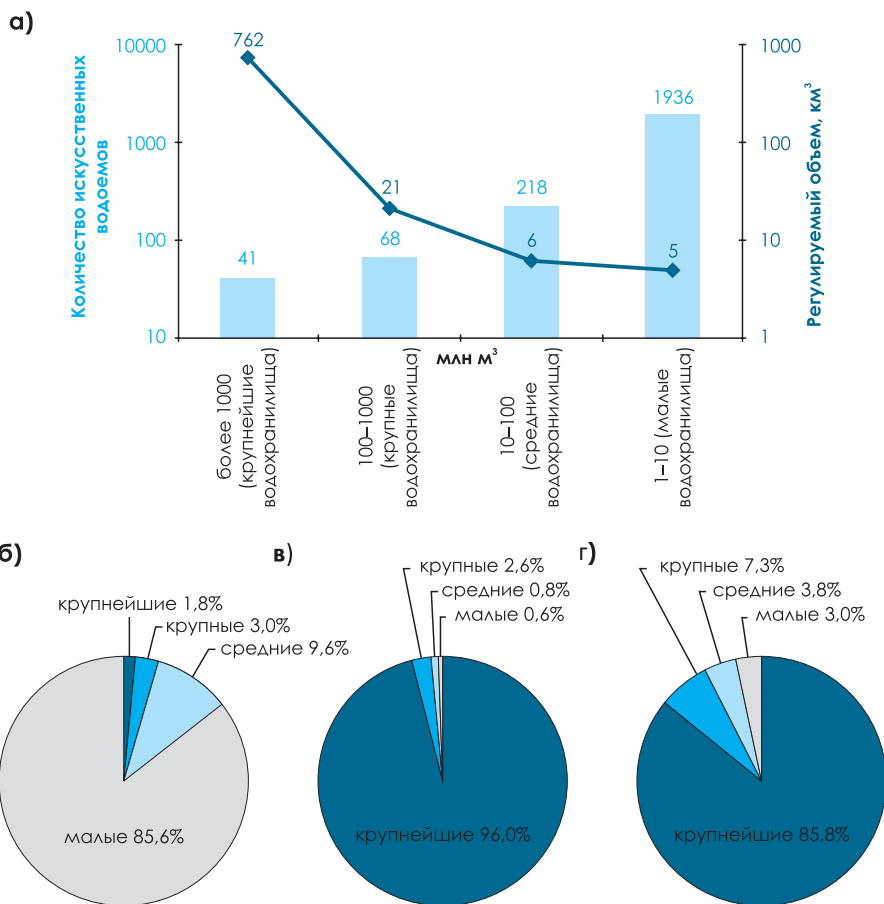 а)
Количество искусственных
водоемов
10000
1000
100
10
762
21
6
5
41
68
218
1936
1000
100
10
1
Регулируемый объем, км³
млн м³
более 1000
(крупнейшие
водохранилища)
100–1000
(крупные
водохранилища)
10–100
(средние
водохранилища)
1–10 (малые
водохранилища)
б)
крупнейшие 1,8%
крупные 3,0%
средние 9,6%
малые 85,6%
в)
крупные 2,6%
средние 0,8%
малые 0,6%
крупнейшие 96,0%
г)
крупные 7,3%
средние 3,8%
малые 3,0%
крупнейшие 85,8%